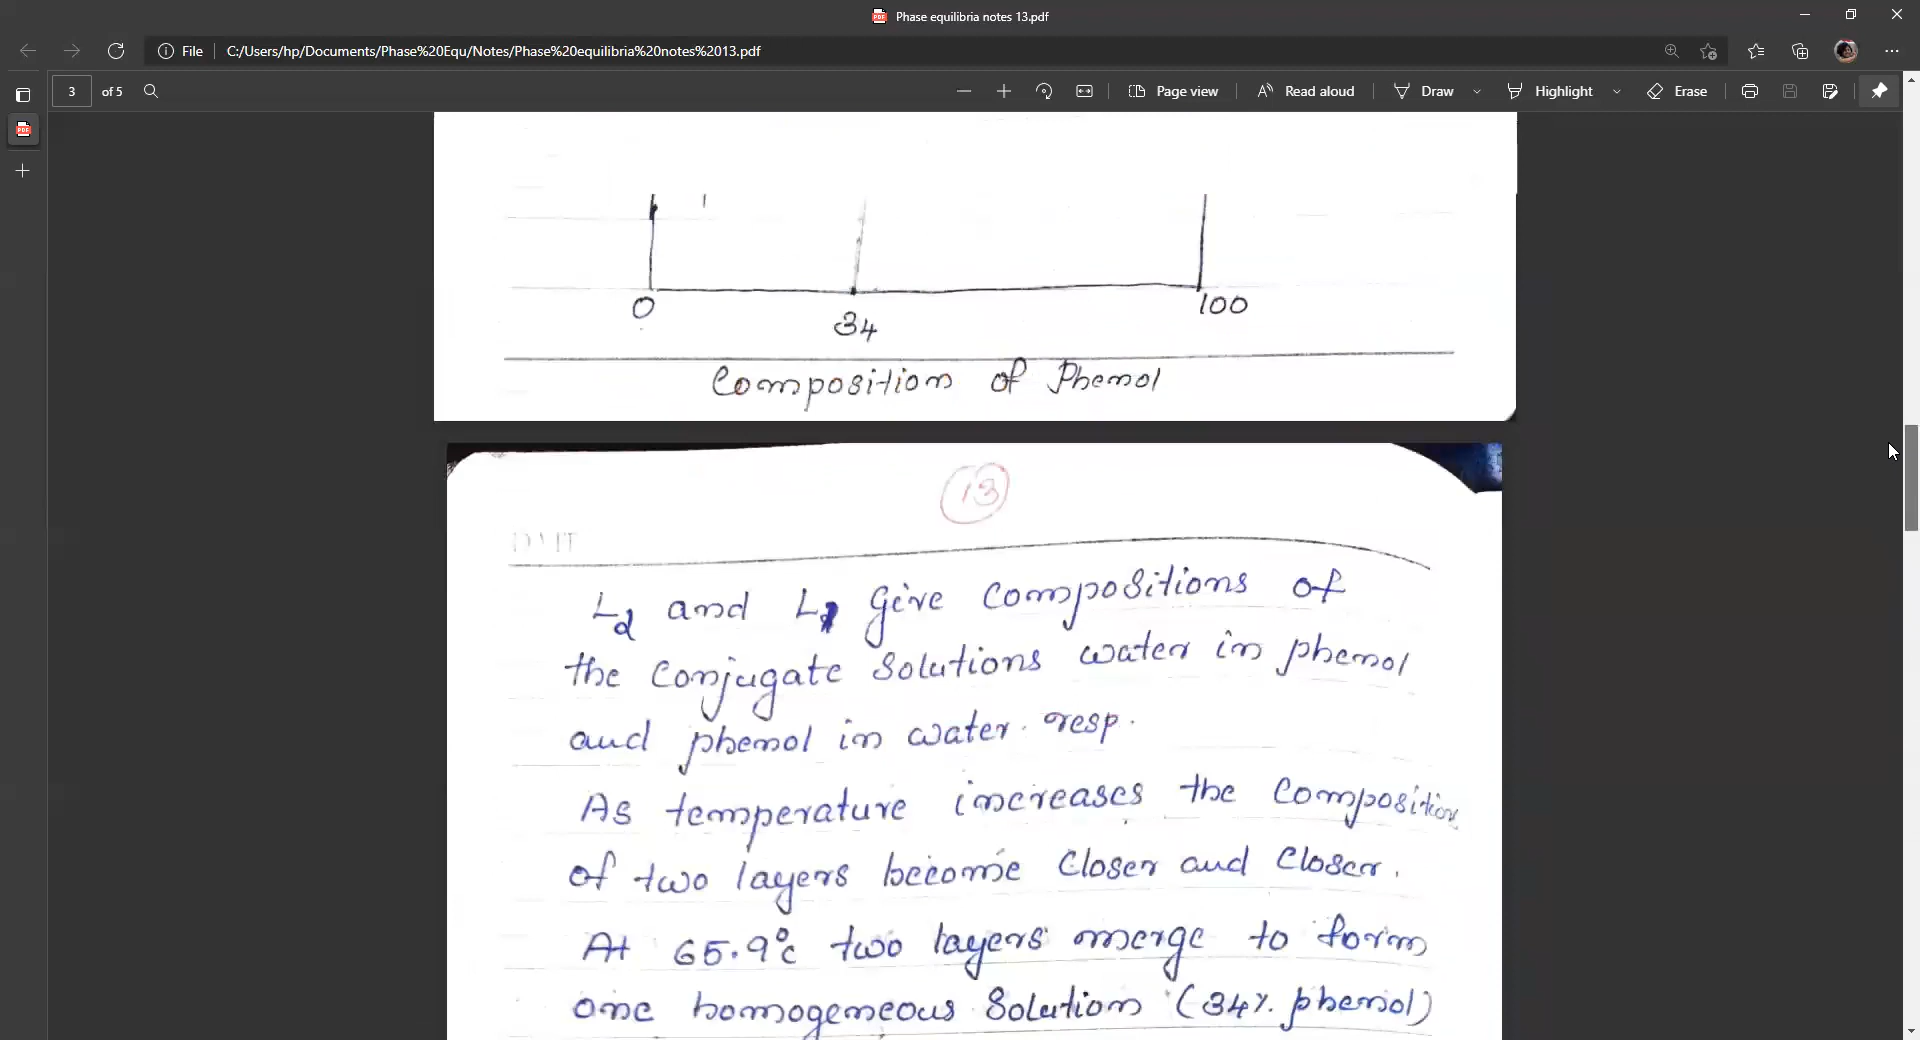 Phase equilibria notes 13.pdf
File
C:/Users/hp/Documents/Phase%20Equ/Notes/Phase%20equilibria%20notes%2013.pdf
3 of 5
Page view
Read aloud
Draw
Highlight
Erase
0
34
100
Composition of Phenol
13
L2 and L1 Give Compositions of
the Conjugate Solutions water in phenol
and phenol in water. resp.
As temperature increases the Composition
of two layers become Closer and Closer.
At 65.9°C two layers merge to form
one homogeneous Solution (34%. phenol)